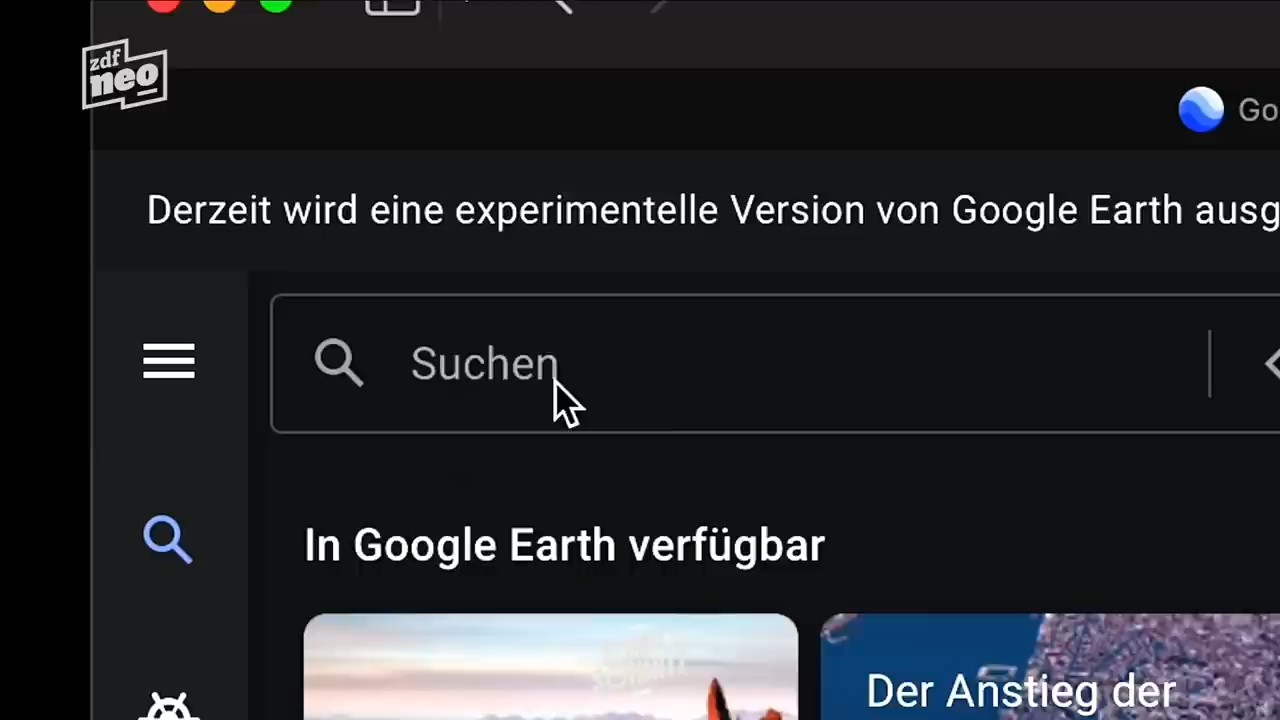 zdf
neo
Go
Derzeit wird eine experimentelle Version von Google Earth ausg
Suchen
In Google Earth verfügbar
Der Anstieg der